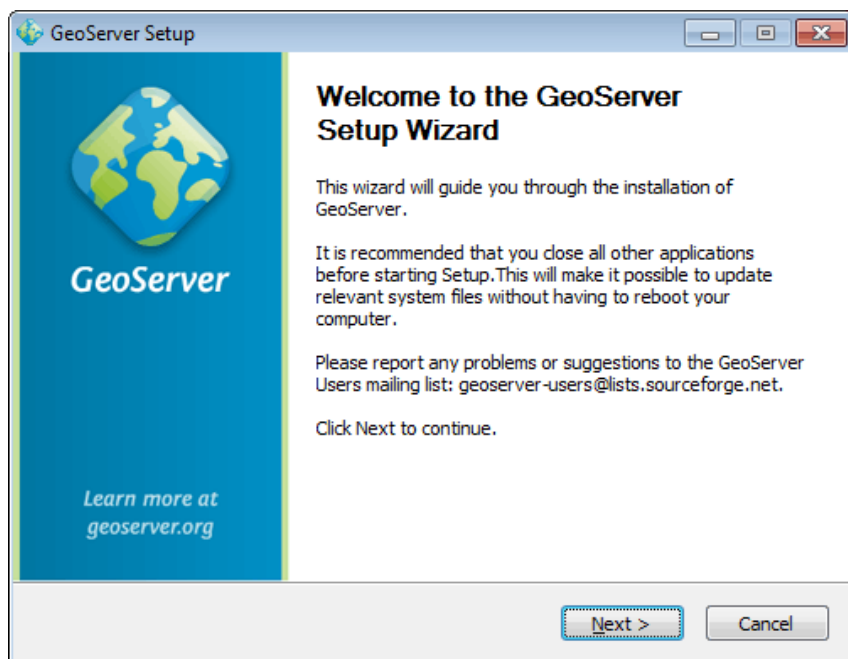 GeoServer Setup
GeoServer
Learn more at
geoserver.org
Welcome to the GeoServer
Setup Wizard
This wizard will guide you through the installation of
GeoServer.
It is recommended that you close all other applications
before starting Setup.This will make it possible to update
relevant system files without having to reboot your
computer.
Please report any problems or suggestions to the GeoServer
Users mailing list: geoserver-users@lists.sourceforge.net.
Click Next to continue.
Next >
Cancel